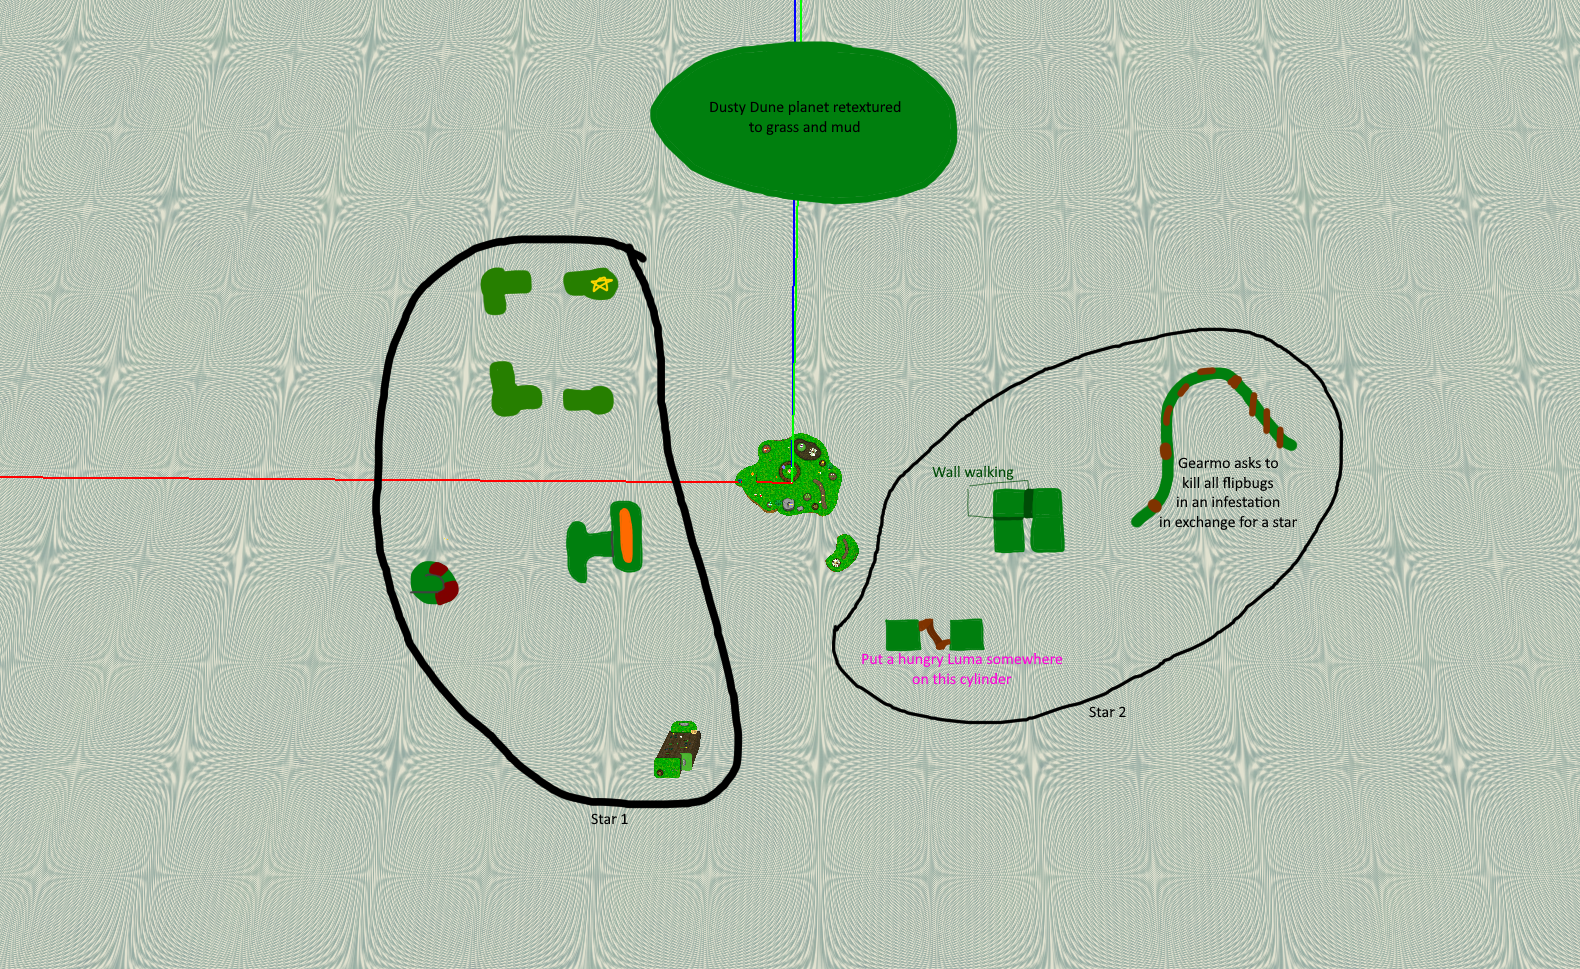 Dusty Dune planet retextured
to grass and mud
Wall walking
Gearmo asks to
kill all flipbugs
in an infestation
in exchange for a star
Put a hungry Luma somewhere
on this cylinder
Star 2
Star 1